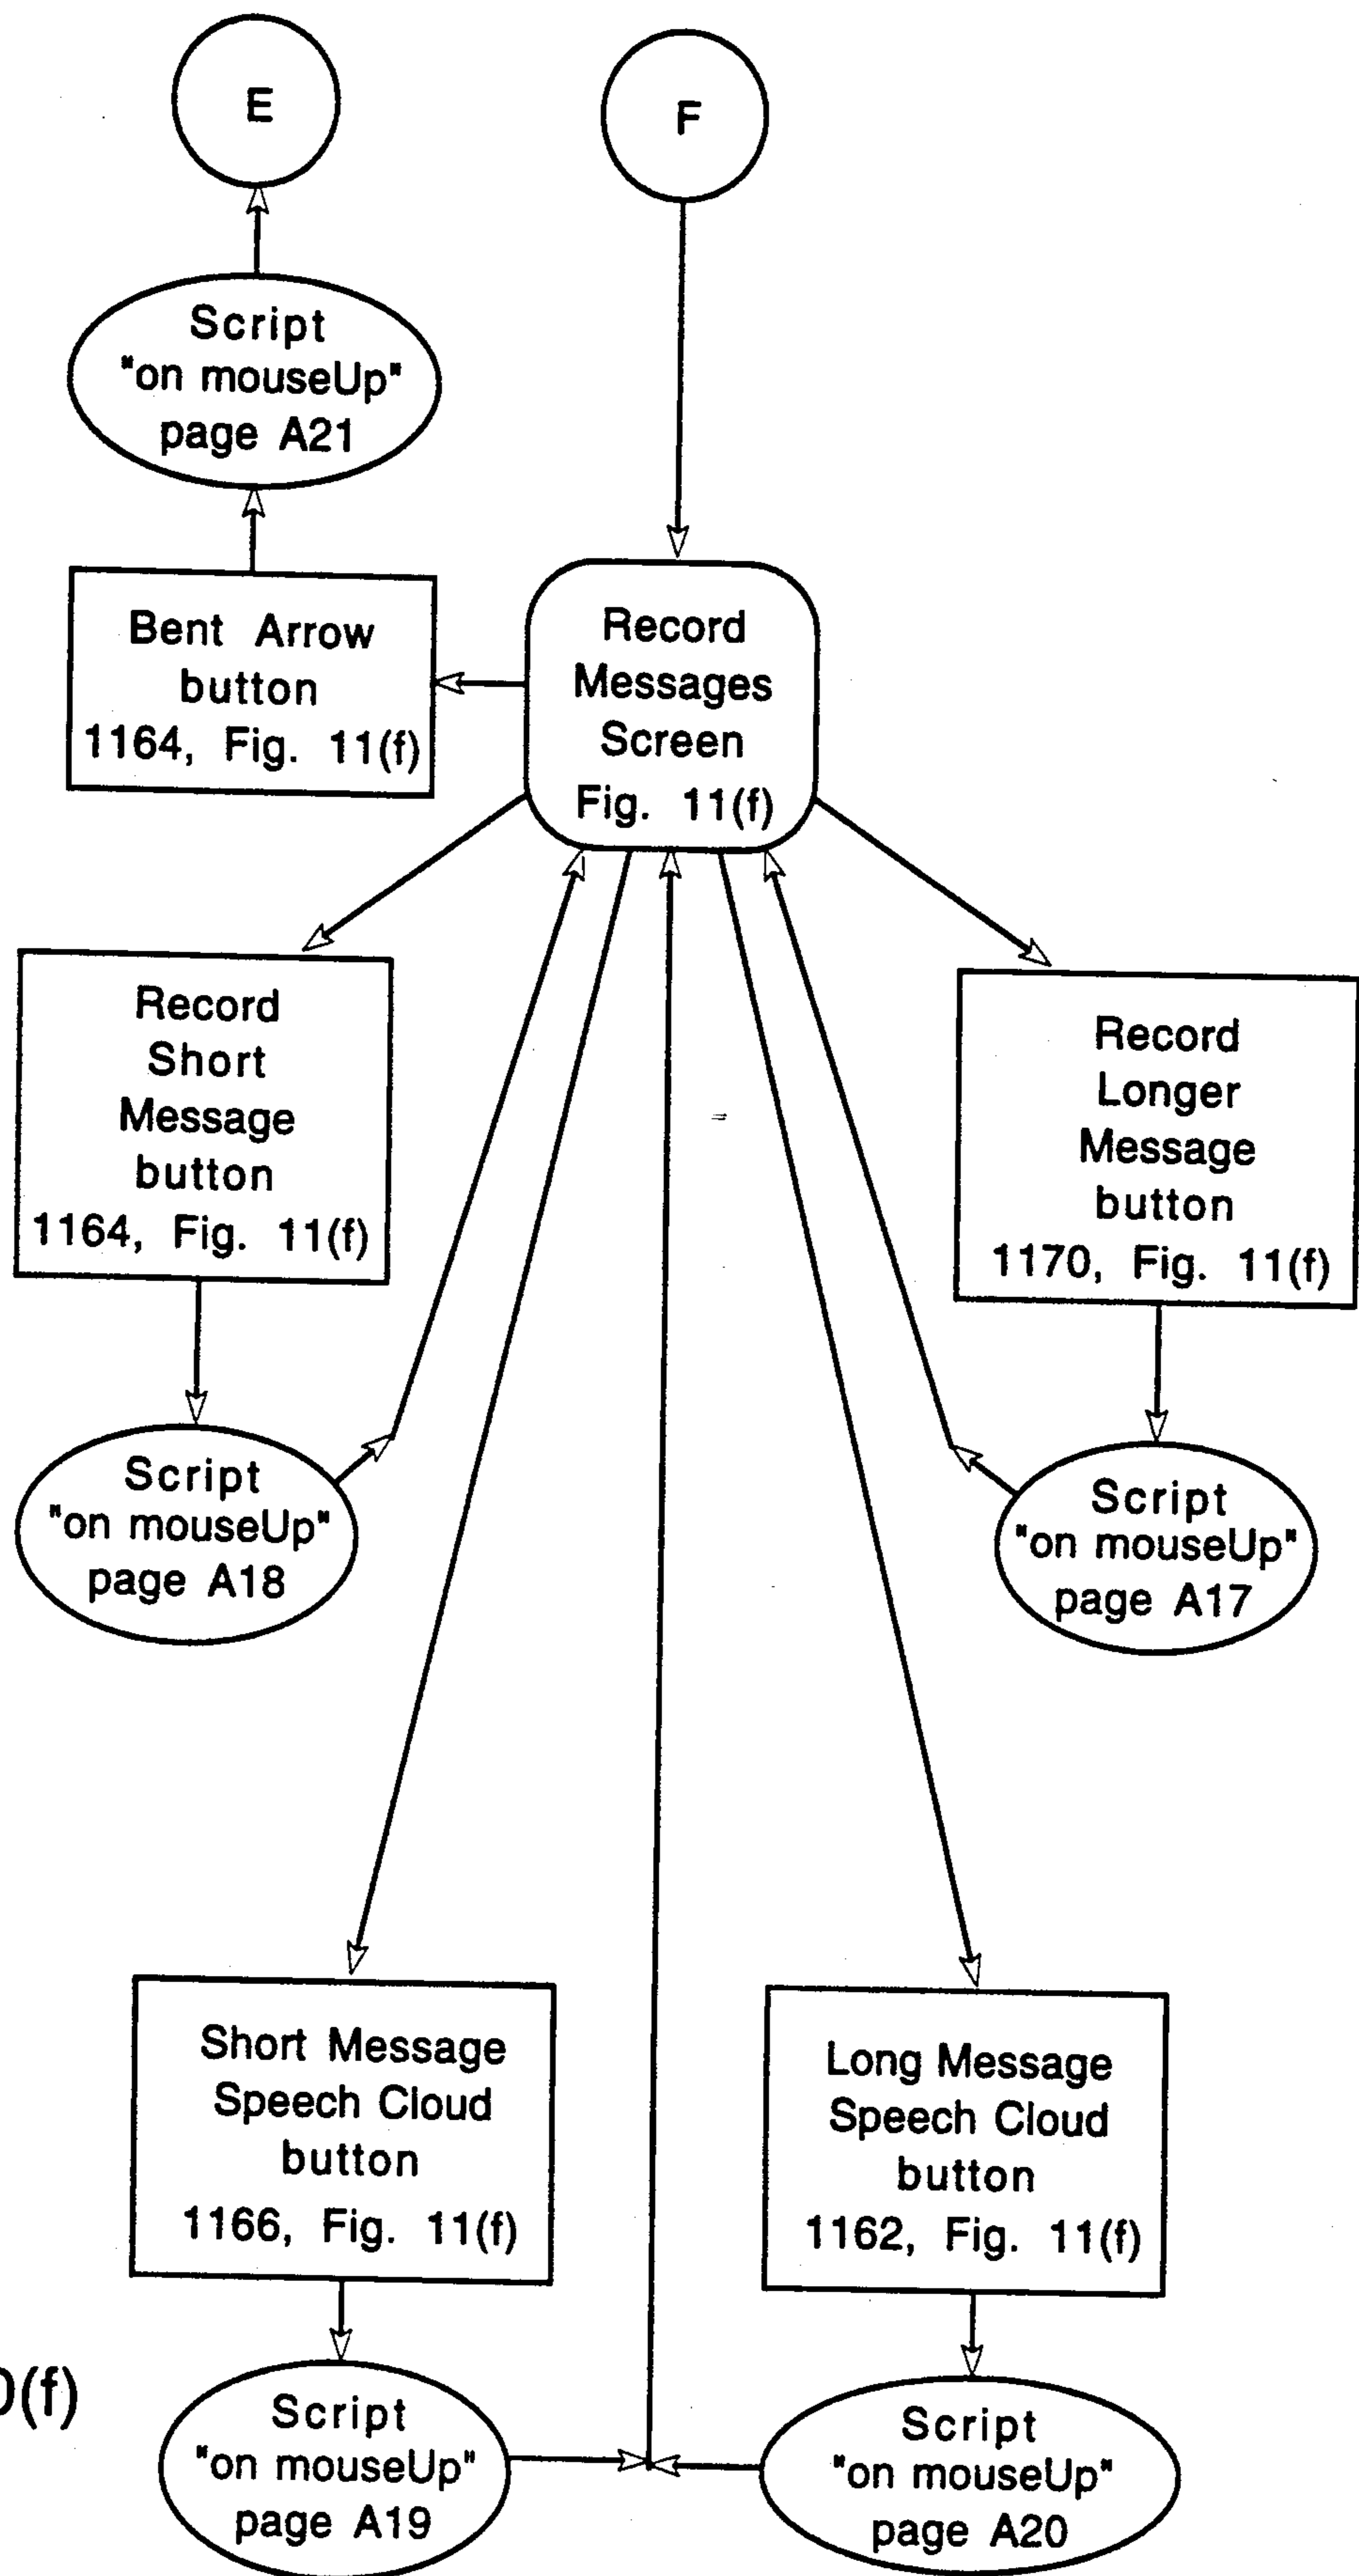 E
F
Script
"on mouseUp"
page A21
Bent Arrow
button
1164, Fig. 11(f)
Record
Messages
Screen
Fig. 11(f)
Record
Short
Message
button
1164, Fig. 11(f)
Record
Longer
Message
button
1170, Fig. 11(f)
Script
"on mouseUp"
page A18
Script
"on mouseUp"
page A17
Short Message
Speech Cloud
button
1166, Fig. 11(f)
Long Message
Speech Cloud
button
1162, Fig. 11(f)
0(f)
Script
"on mouseUp"
page A19
Script
"on mouseUp"
page A20